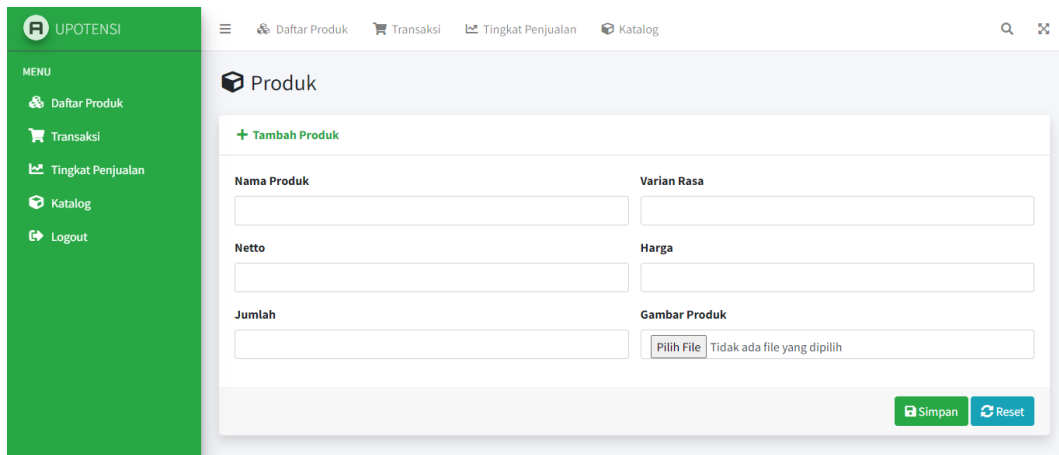 UPOTENSI
Daftar Produk Transaksi Tingkat Penjualan Katalog
MENU
Daftar Produk
Transaksi
Tingkat Penjualan
Katalog
Logout
Produk
+ Tambah Produk
Nama Produk Varian Rasa
Netto Harga
Jumlah Gambar Produk
Pilih File Tidak ada file yang dipilih
Simpan Reset